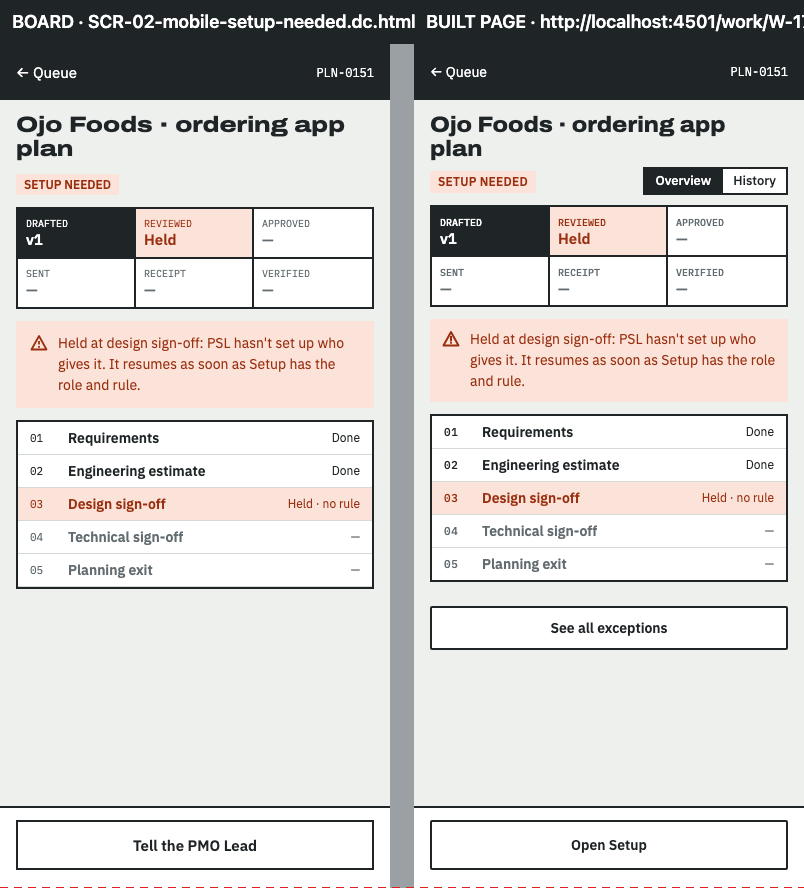 BOARD · SCR-02-mobile-setup-needed.dc.html
← Queue
PLN-0151
Ojo Foods · ordering app
plan
SETUP NEEDED
DRAFTED
v1
REVIEWED
Held
APPROVED
—
SENT
—
RECEIPT
—
VERIFIED
—
Held at design sign-off: PSL hasn't set up who
gives it. It resumes as soon as Setup has the
role and rule.
01 Requirements Done
02 Engineering estimate Done
03 Design sign-off Held · no rule
04 Technical sign-off —
05 Planning exit —
Tell the PMO Lead
BUILT PAGE · http://localhost:4501/work/W-17
← Queue
PLN-0151
Ojo Foods · ordering app
plan
SETUP NEEDED
Overview
History
DRAFTED
v1
REVIEWED
Held
APPROVED
—
SENT
—
RECEIPT
—
VERIFIED
—
Held at design sign-off: PSL hasn't set up who
gives it. It resumes as soon as Setup has the role
and rule.
01 Requirements Done
02 Engineering estimate Done
03 Design sign-off Held · no rule
04 Technical sign-off —
05 Planning exit —
See all exceptions
Open Setup